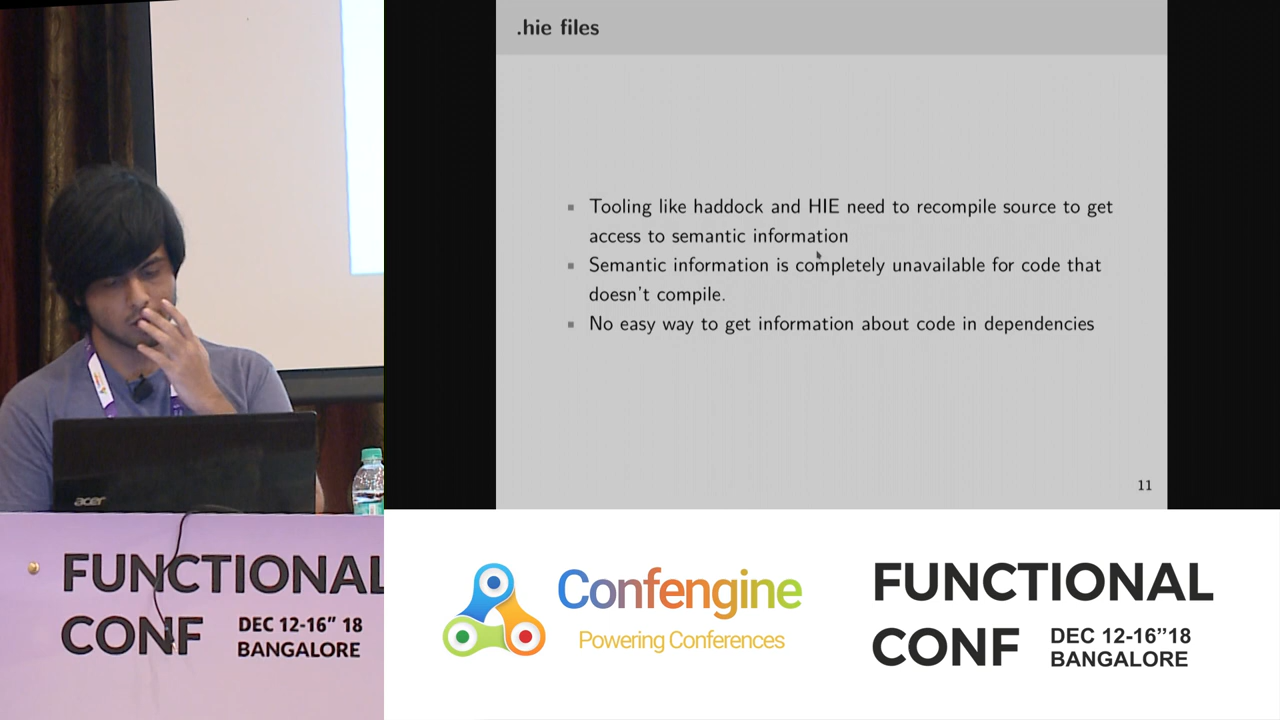 .hie files
Tooling like haddock and HIE need to recompile source to get
access to semantic information
Semantic information is completely unavailable for code that
doesn't compile.
No easy way to get information about code in dependencies
11
acer
FUNCTIONAL
CONF
DEC 12-16" 18
BANGALORE
Confengine
Powering Conferences
FUNCTIONAL
CONF
DEC 12-16"18
BANGALORE